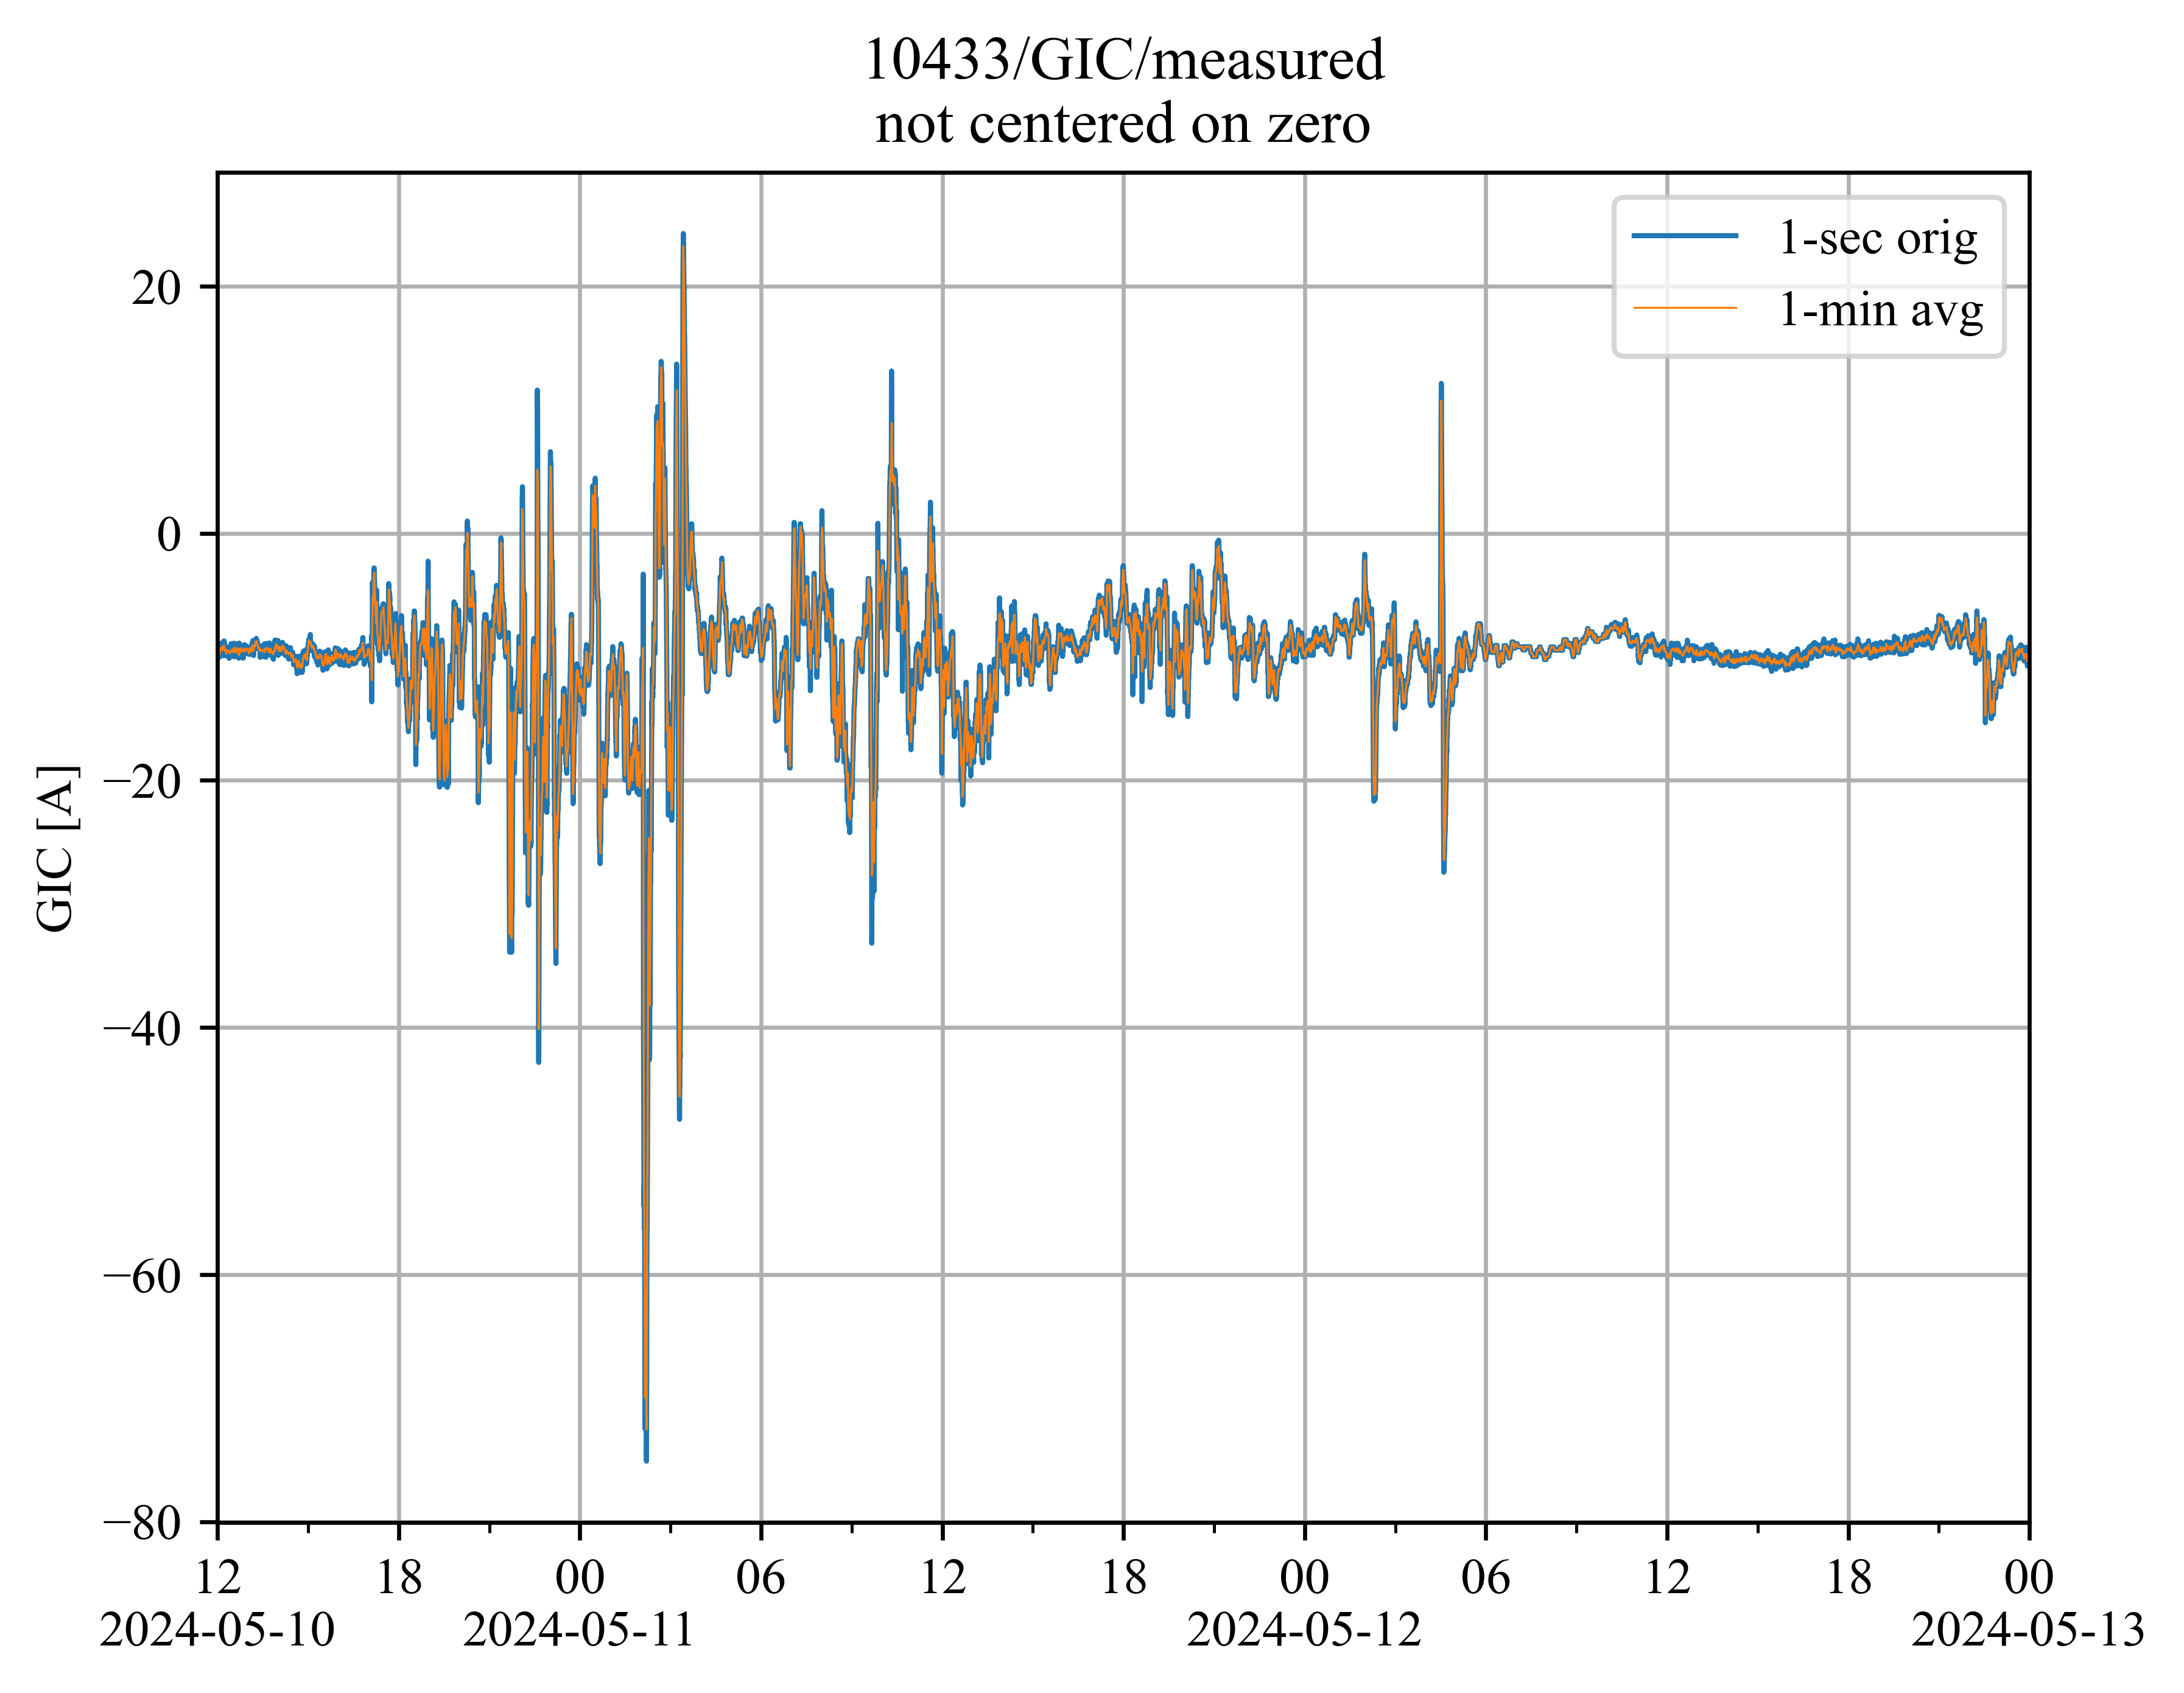 10433/GIC/measured
not centered on zero
1-sec orig
1-min avg
GIC [A]
20
0
−20
−40
−60
−80
12 18 00 06 12 18 00 06 12 18 00
2024-05-10 2024-05-11 2024-05-12 2024-05-13